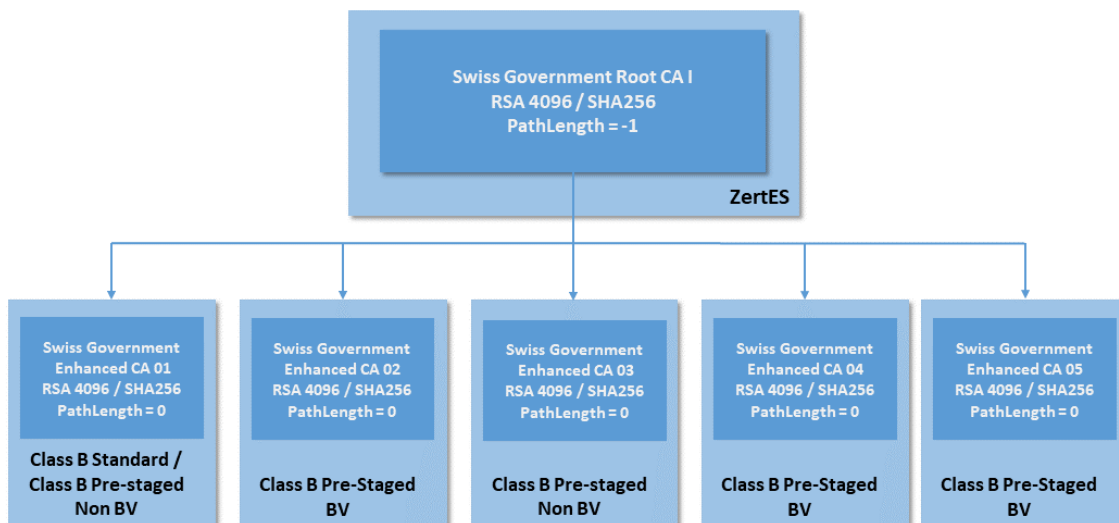 Swiss Government Root CA I
RSA 4096 / SHA256
PathLength = -1
ZertES
Swiss Government
Enhanced CA 01
RSA 4096 / SHA256
PathLength = 0
Class B Standard /
Class B Pre-staged
Non BV
Swiss Government
Enhanced CA 02
RSA 4096 / SHA256
PathLength = 0
Class B Pre-Staged
BV
Swiss Government
Enhanced CA 03
RSA 4096 / SHA256
PathLength = 0
Class B Pre-staged
Non BV
Swiss Government
Enhanced CA 04
RSA 4096 / SHA256
PathLength = 0
Class B Pre-Staged
BV
Swiss Government
Enhanced CA 05
RSA 4096 / SHA256
PathLength = 0
Class B Pre-Staged
BV